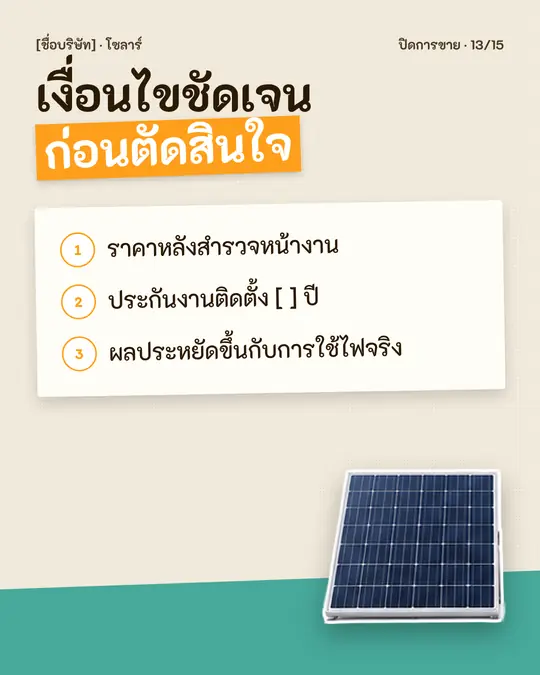 [ชื่อบริษัท] · โซลาร์
ปิดการขาย · 13/15
เงื่อนไขชัดเจน
ก่อนตัดสินใจ
1 ราคาหลังสำรวจหน้างาน
2 ประกันงานติดตั้ง [ ] ปี
3 ผลประหยัดขึ้นกับการใช้ไฟจริง